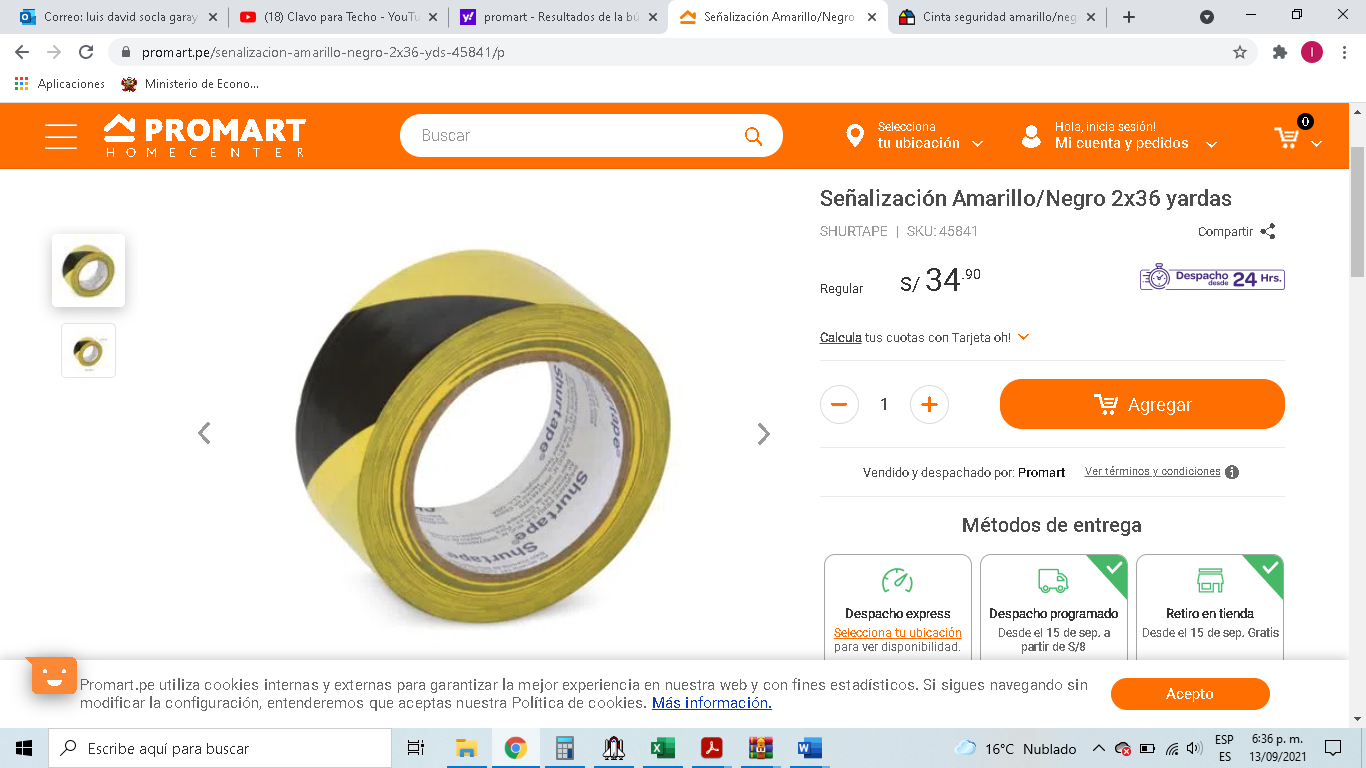 Correo: luis david socla garay
(18) Clavo para Techo - YouTu
promart - Resultados de la bú
Señalización Amarillo/Negro
Cinta seguridad amarillo/neg
promart.pe/senalizacion-amarillo-negro-2x36-yds-45841/p
I
Aplicaciones
Ministerio de Econo...
PROMART
HOMECENTER
Buscar
Selecciona
tu ubicación
Hola, inicia sesión!
Mi cuenta y pedidos
0
Señalización Amarillo/Negro 2x36 yardas
SHURTAPE | SKU: 45841
Compartir
Regular S/ 34.90
Despacho desde 24 Hrs.
Calcula tus cuotas con Tarjeta oh!
1
Agregar
Vendido y despachado por: Promart
Ver términos y condiciones
Métodos de entrega
Despacho express
Selecciona tu ubicación
para ver disponibilidad.
Despacho programado
Desde el 15 de sep. a
partir de S/8
Retiro en tienda
Desde el 15 de sep. Gratis
Shurtape
Shurtape
Shurtape
Promart.pe utiliza cookies internas y externas para garantizar la mejor experiencia en nuestra web y con fines estadísticos. Si sigues navegando sin
modificar la configuración, entenderemos que aceptas nuestra Política de cookies. Más información.
Acepto
Escribe aquí para buscar
16°C Nublado
ESP
ES
6:36 p. m.
13/09/2021